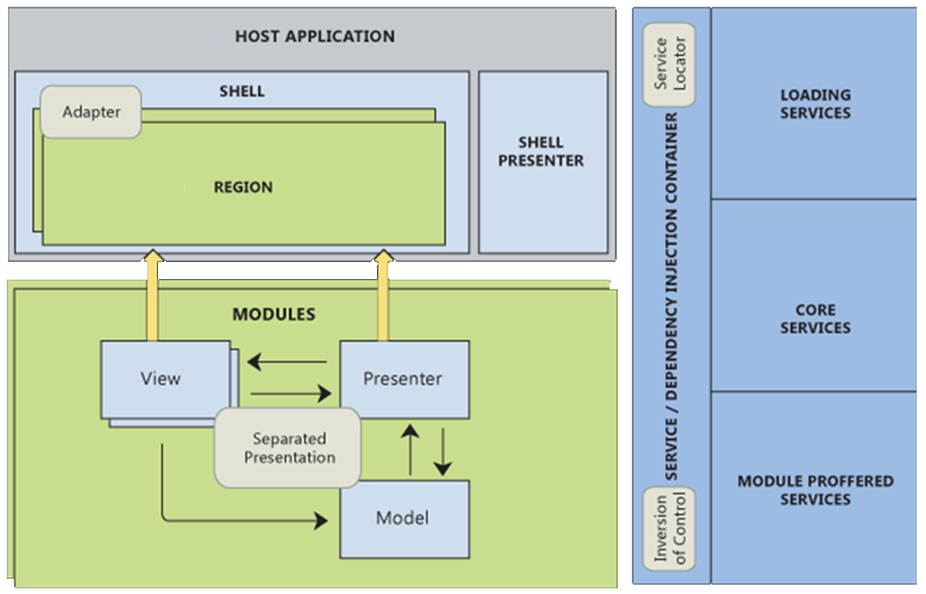 HOST APPLICATION
SHELL
Adapter
REGION
SHELL
PRESENTER
MODULES
View
Presenter
Separated
Presentation
Model
Service
Locator
SERVICE / DEPENDENCY INJECTION CONTAINER
Inversion
of Control
LOADING
SERVICES
CORE
SERVICES
MODULE PROFFERED
SERVICES